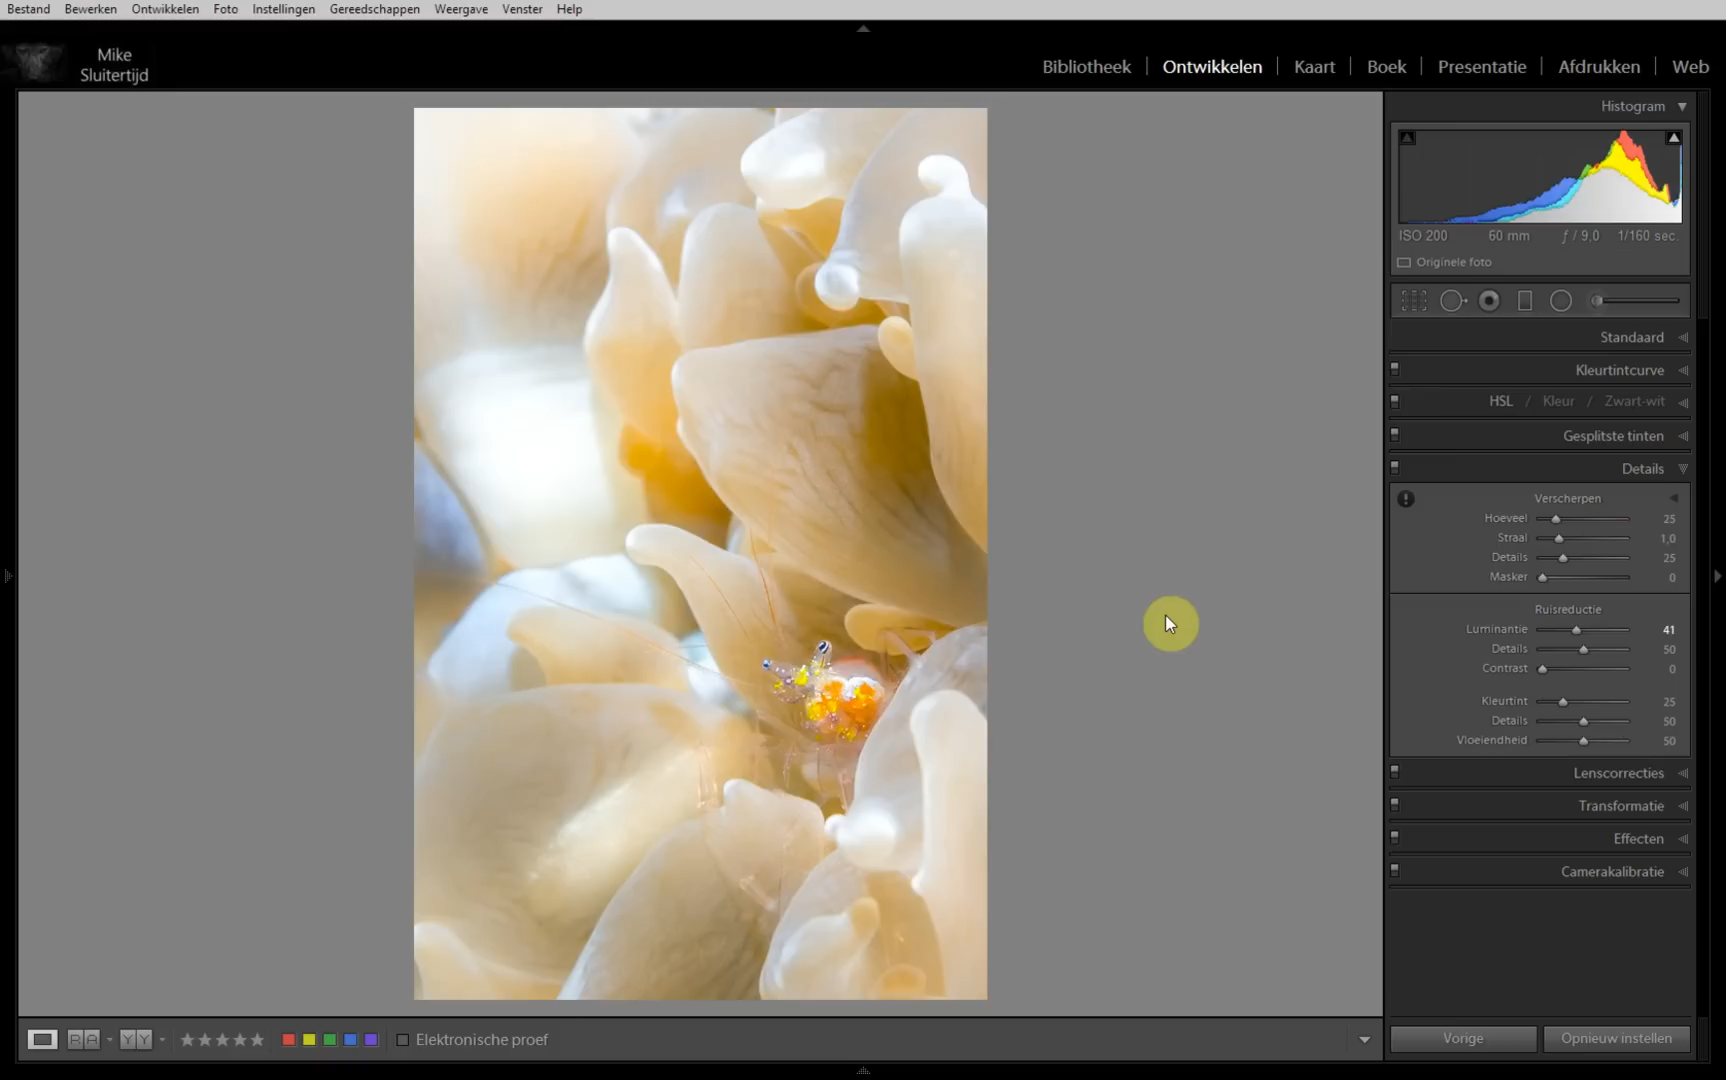 Bestand Bewerken Ontwikkelen Foto Instellingen Gereedschappen Weergave Venster Help
Mike
Sluitertijd
Bibliotheek | Ontwikkelen | Kaart | Boek | Presentatie | Afdrukken | Web
Histogram
ISO 200 60 mm ƒ / 9,0 1/160 sec.
Originele foto
Standaard
Kleurtintcurve
HSL / Kleur / Zwart-wit
Gesplitste tinten
Details
Verscherpen
Hoeveel 25
Straal 1,0
Details 25
Masker 0
Ruisreductie
Luminantie 41
Details 50
Contrast 0
Kleurtint 25
Details 50
Vloeiendheid 50
Lenscorrecties
Transformatie
Effecten
Camerakalibratie
R A Y Y Elektronische proef
Vorige Opnieuw instellen